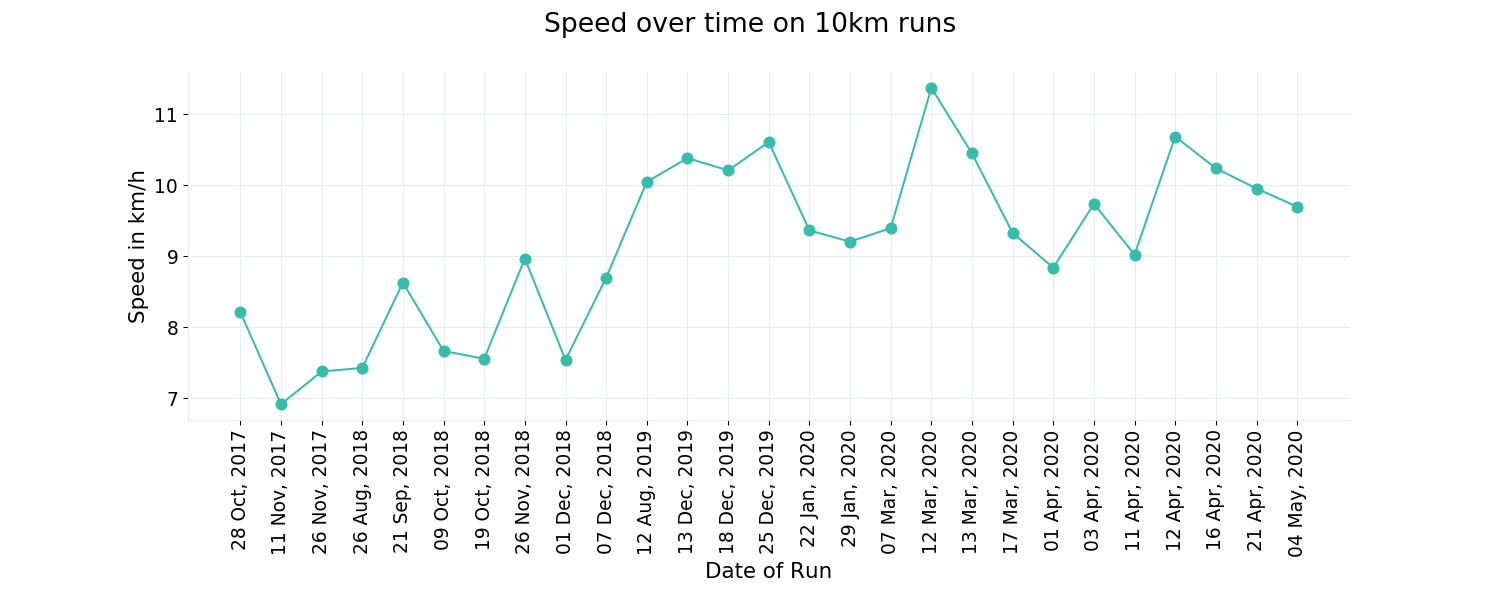 Speed over time on 10km runs
Speed in km/h
11
10
9
8
7
28 Oct, 2017
11 Nov, 2017
26 Nov, 2017
26 Aug, 2018
21 Sep, 2018
09 Oct, 2018
19 Oct, 2018
26 Nov, 2018
01 Dec, 2018
07 Dec, 2018
12 Aug, 2019
13 Dec, 2019
18 Dec, 2019
25 Dec, 2019
22 Jan, 2020
29 Jan, 2020
07 Mar, 2020
12 Mar, 2020
13 Mar, 2020
17 Mar, 2020
01 Apr, 2020
03 Apr, 2020
11 Apr, 2020
12 Apr, 2020
16 Apr, 2020
21 Apr, 2020
04 May, 2020
Date of Run